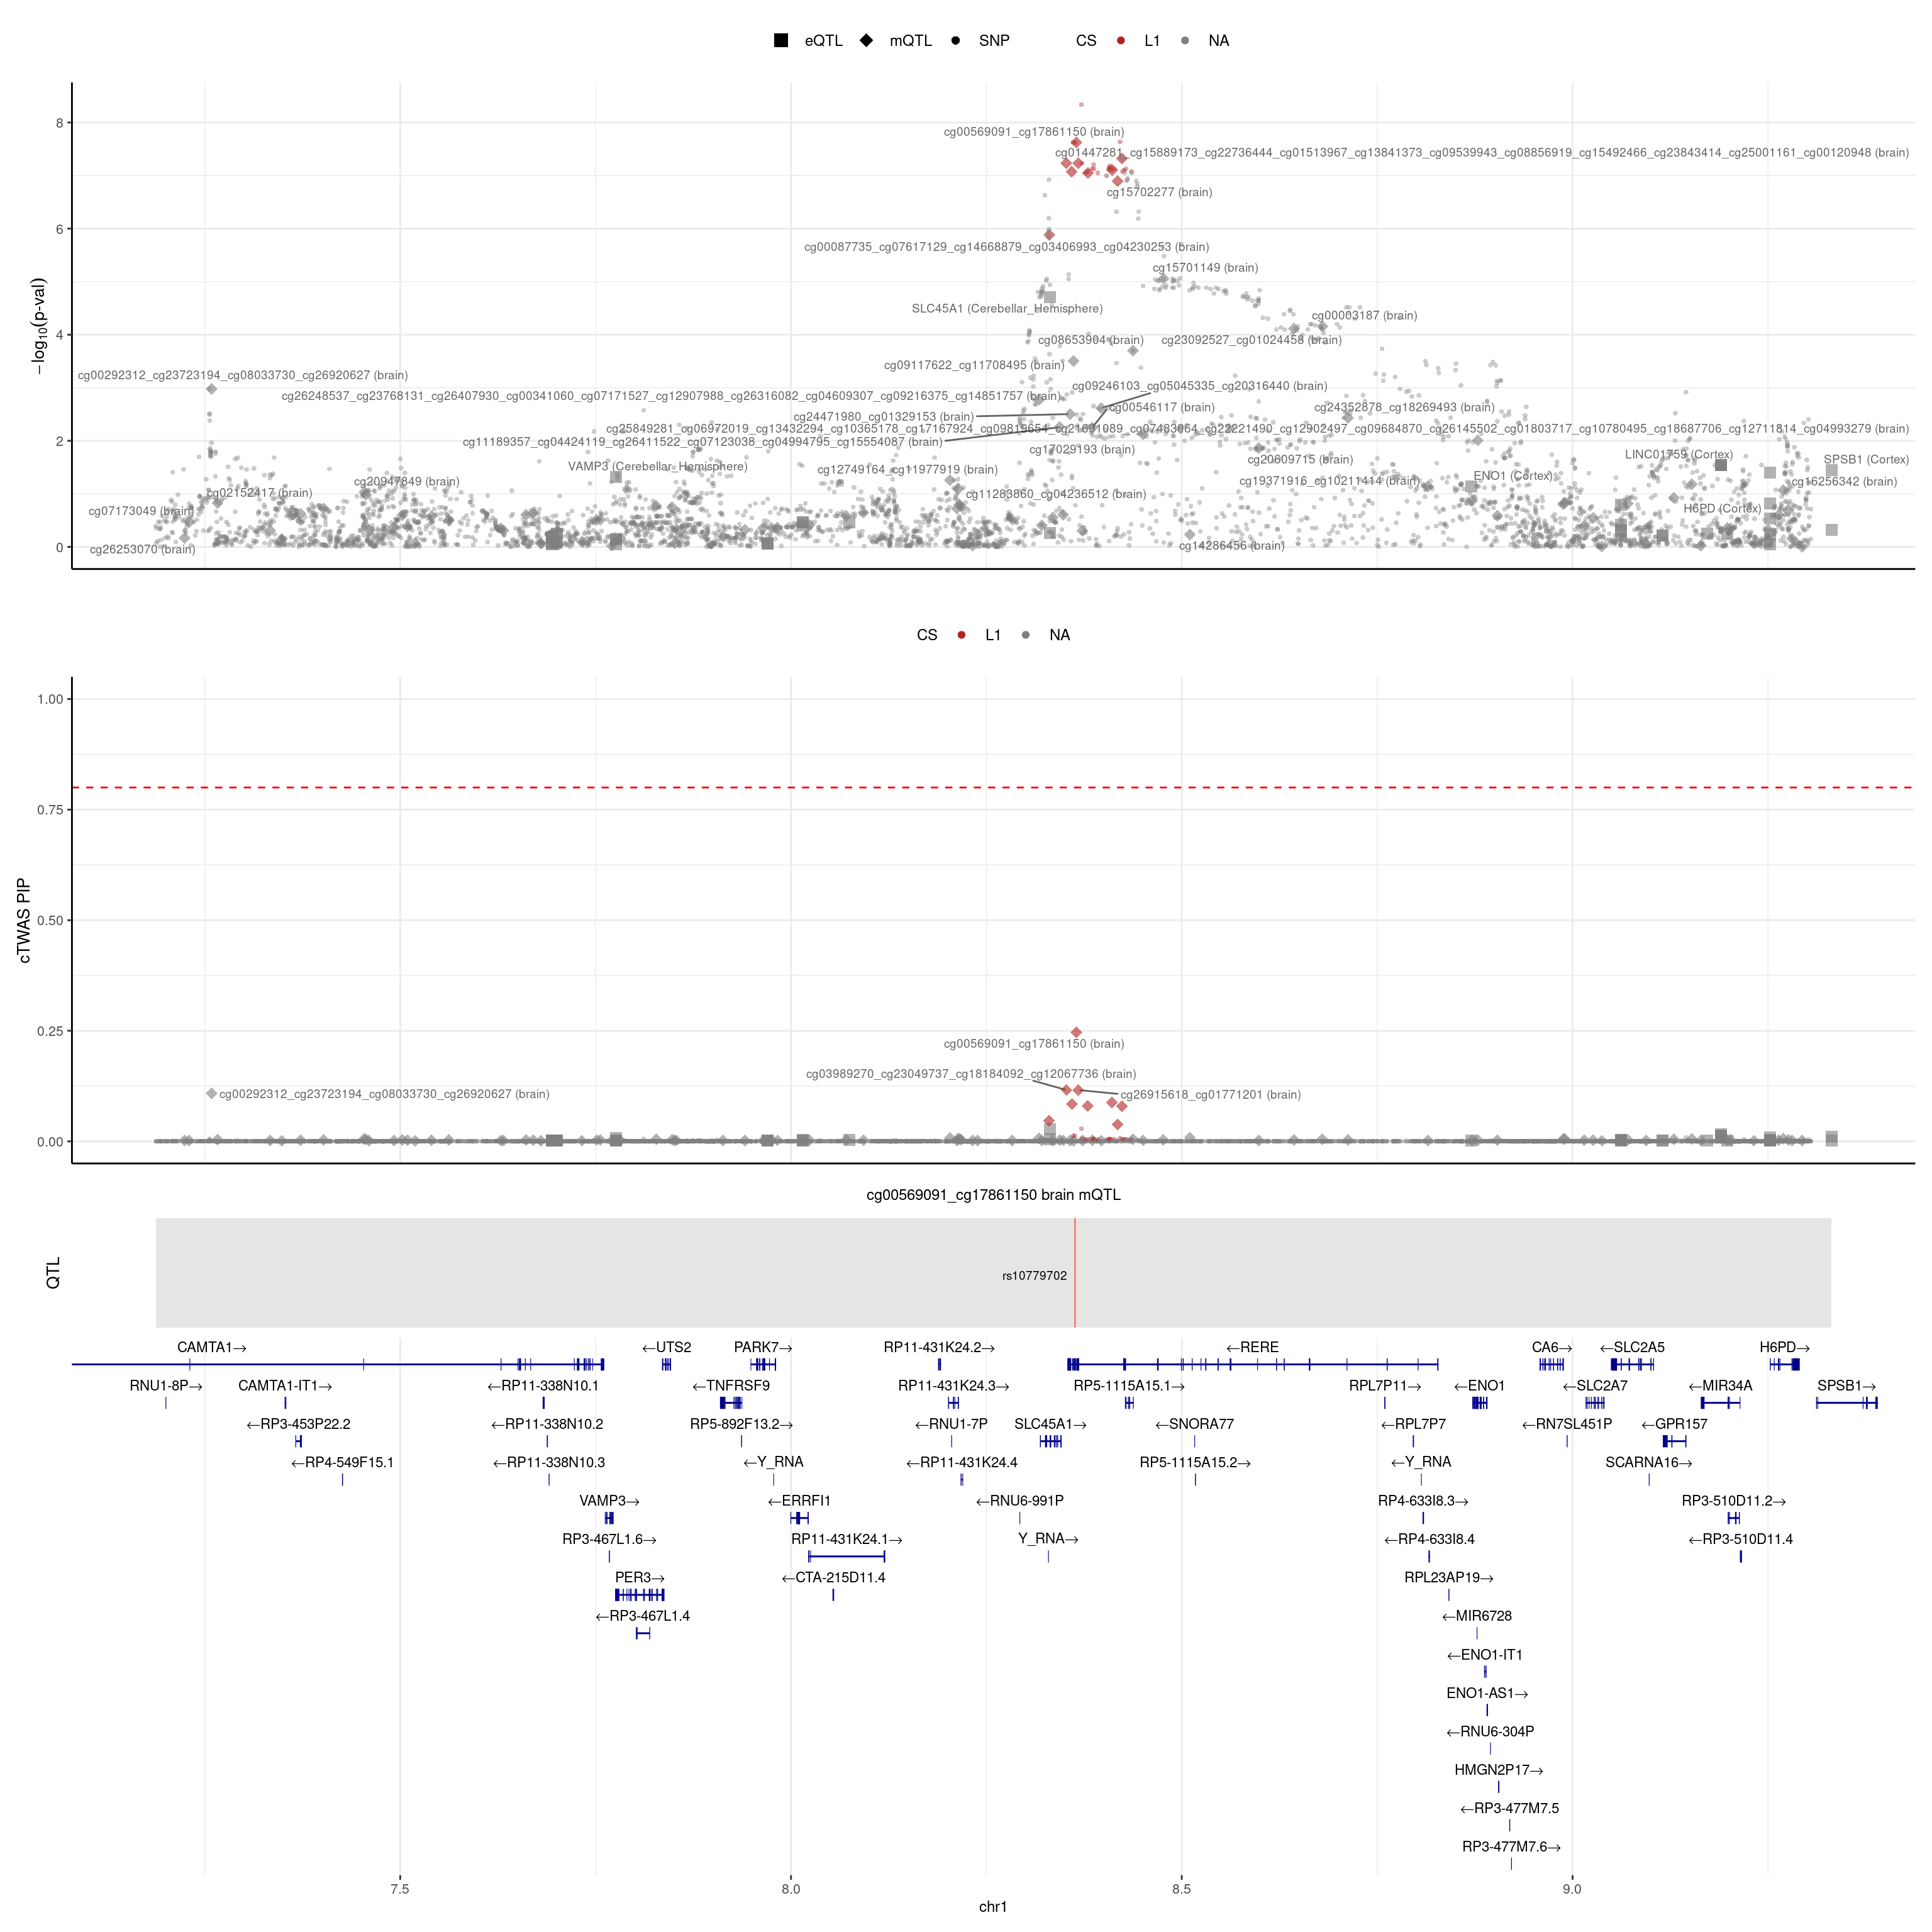 eQTL mQTL SNP CS L1 NA
8
6
4
2
0
−log10(p-val)
cg00569091_cg17861150 (brain)
cg01447281_cg15889173_cg22736444_cg01513967_cg13841373_cg09539943_cg08856919_cg15492466_cg23843414_cg25001161_cg00120948 (brain)
cg15702277 (brain)
cg00087735_cg07617129_cg14668879_cg03406993_cg04230253 (brain)
cg15701149 (brain)
SLC45A1 (Cerebellar_Hemisphere)
cg00003187 (brain)
cg08653904 (brain)
cg23092527_cg01024458 (brain)
cg09117622_cg11708495 (brain)
cg00292312_cg23723194_cg08033730_cg26920627 (brain)
cg09246103_cg05045335_cg20316440 (brain)
cg26248537_cg23768131_cg26407930_cg00341060_cg07171527_cg12907988_cg26316082_cg04609307_cg09216375_cg14851757 (brain)
cg00546117 (brain)
cg24352878_cg18269493 (brain)
cg24471980_cg01329153 (brain)
cg11189357_cg04424119_cg26411522_cg07123038_cg04994795_cg15554087 (brain)
cg17029193 (brain)
cg20609715 (brain)
LINC01759 (Cortex)
SPSB1 (Cortex)
VAMP3 (Cerebellar_Hemisphere)
cg12749164_cg11977919 (brain)
ENO1 (Cortex)
cg20947849 (brain)
cg19371916_cg10211414 (brain)
cg16256342 (brain)
cg02152417 (brain)
cg11283860_cg04236512 (brain)
cg07173049 (brain)
H6PD (Cortex)
cg26253070 (brain)
cg14286456 (brain)
CS L1 NA
1.00
0.75
0.50
0.25
0.00
cTWAS PIP
cg00569091_cg17861150 (brain)
cg03989270_cg23049737_cg18184092_cg12067736 (brain)
cg00292312_cg23723194_cg08033730_cg26920627 (brain)
cg26915618_cg01771201 (brain)
cg00569091_cg17861150 brain mQTL
QTL
rs10779702
CAMTA1→ ←UTS2 PARK7→ RP11-431K24.2→ ←RERE CA6→ ←SLC2A5 H6PD→
RNU1-8P→ CAMTA1-IT1→ ←RP11-338N10.1 ←TNFRSF9 RP11-431K24.3→ RP5-1115A15.1→ RPL7P11→ ←ENO1 ←SLC2A7 ←MIR34A SPSB1→
←RP3-453P22.2 ←RP11-338N10.2 RP5-892F13.2→ ←RNU1-7P SLC45A1→ ←SNORA77 ←RPL7P7 ←RN7SL451P ←GPR157
←RP4-549F15.1 ←RP11-338N10.3 ←Y_RNA ←RP11-431K24.4 RP5-1115A15.2→ ←Y_RNA SCARNA16→
VAMP3→ ←ERRFI1 ←RNU6-991P RP4-633I8.3→ RP3-510D11.2→
RP3-467L1.6→ RP11-431K24.1→ Y_RNA→ ←RP4-633I8.4 ←RP3-510D11.4
PER3→ ←CTA-215D11.4 RPL23AP19→
←RP3-467L1.4 ←MIR6728
←ENO1-IT1
ENO1-AS1→
←RNU6-304P
HMGN2P17→
←RP3-477M7.5
RP3-477M7.6→
7.5 8.0 8.5 9.0
chr1